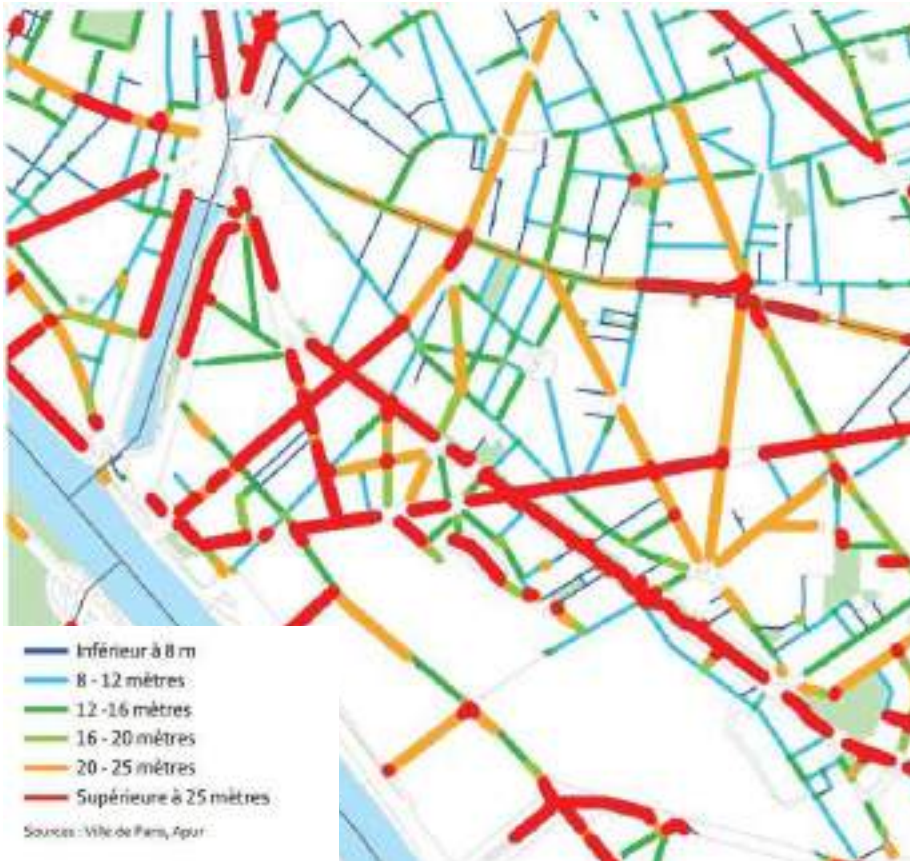 Inférieur à 8 m
8 - 12 mètres
12 -16 mètres
16 - 20 mètres
20 - 25 mètres
Supérieure à 25 mètres
Sources : Ville de Paris, Apur